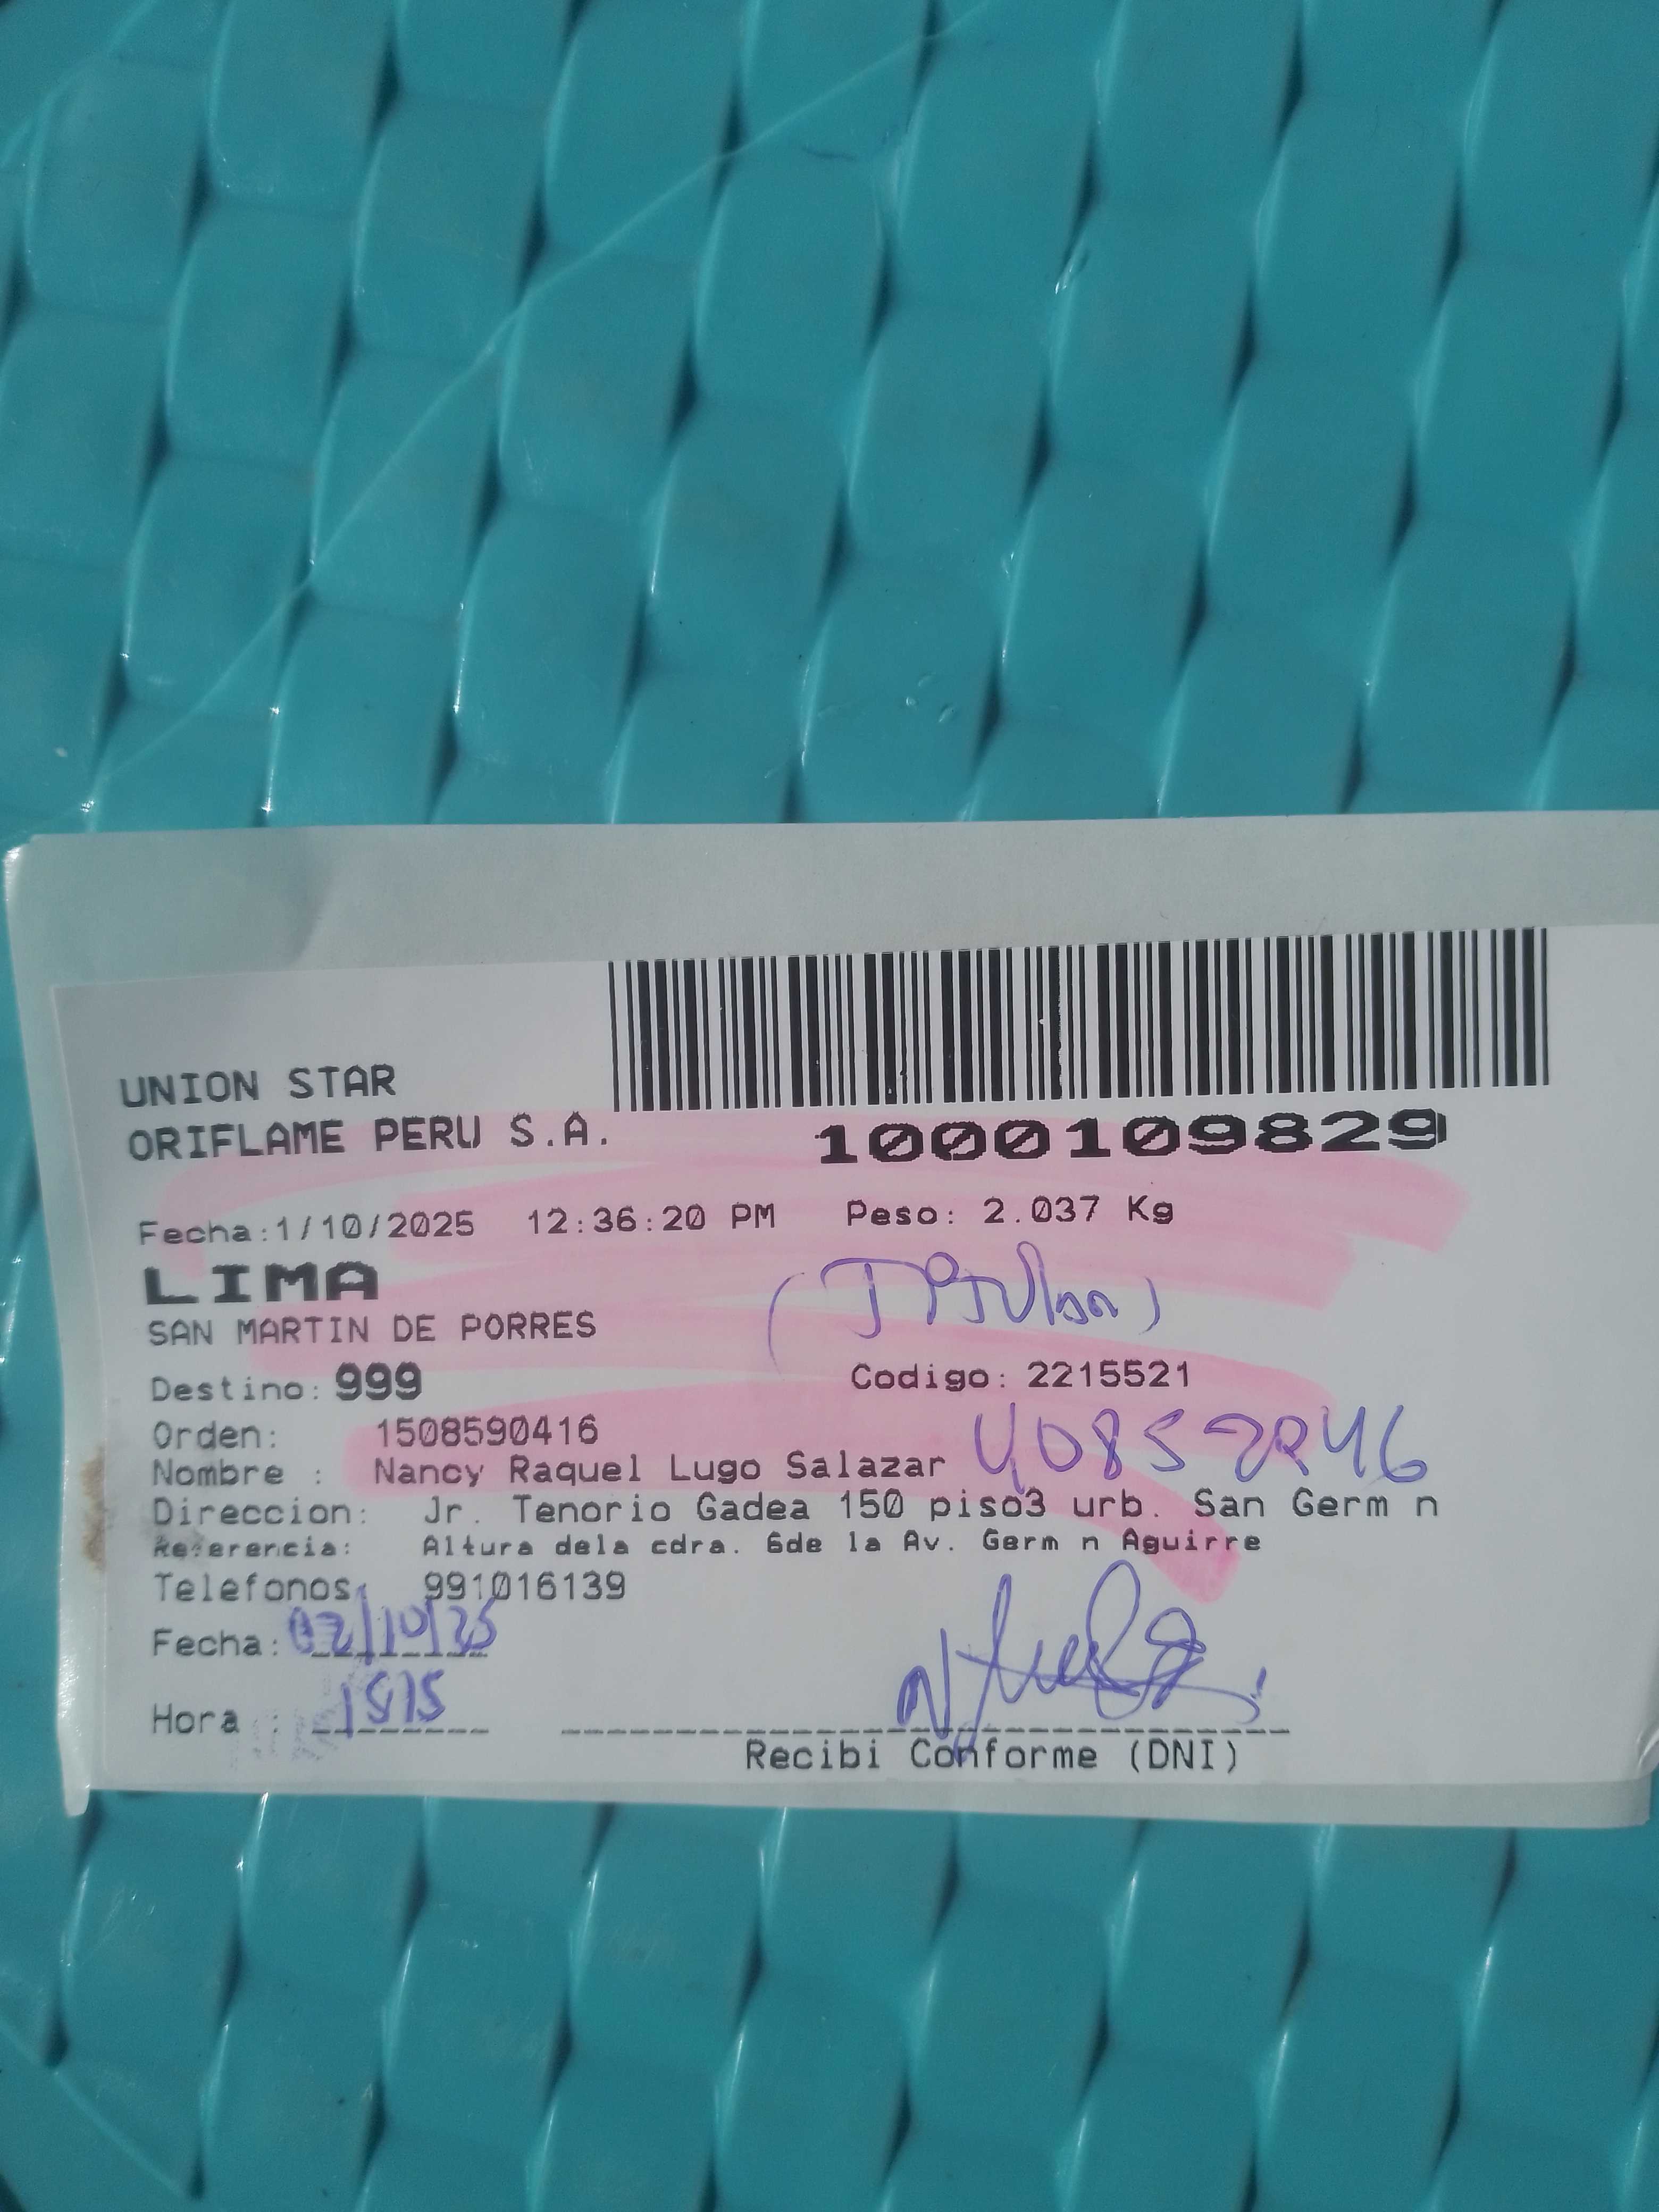 UNION STAR
ORIFLAME PERU S.A.
1000109829
Fecha:1/10/2025 12:36:20 PM Peso: 2.037 Kg
LIMA
(Titular)
SAN MARTIN DE PORRES
Destino: 999 Codigo: 2215521
Orden: 1508590416
Nombre : Nancy Raquel Lugo Salazar
Direccion: Jr. Tenorio Gadea 150 piso3 urb. San Germ n
Referencia: Altura dela cdra. 6de la Av. Germ n Aguirre
Telefonos: 991016139
Fecha: 02/10/25
Hora : 1515
Recibi Conforme (DNI)